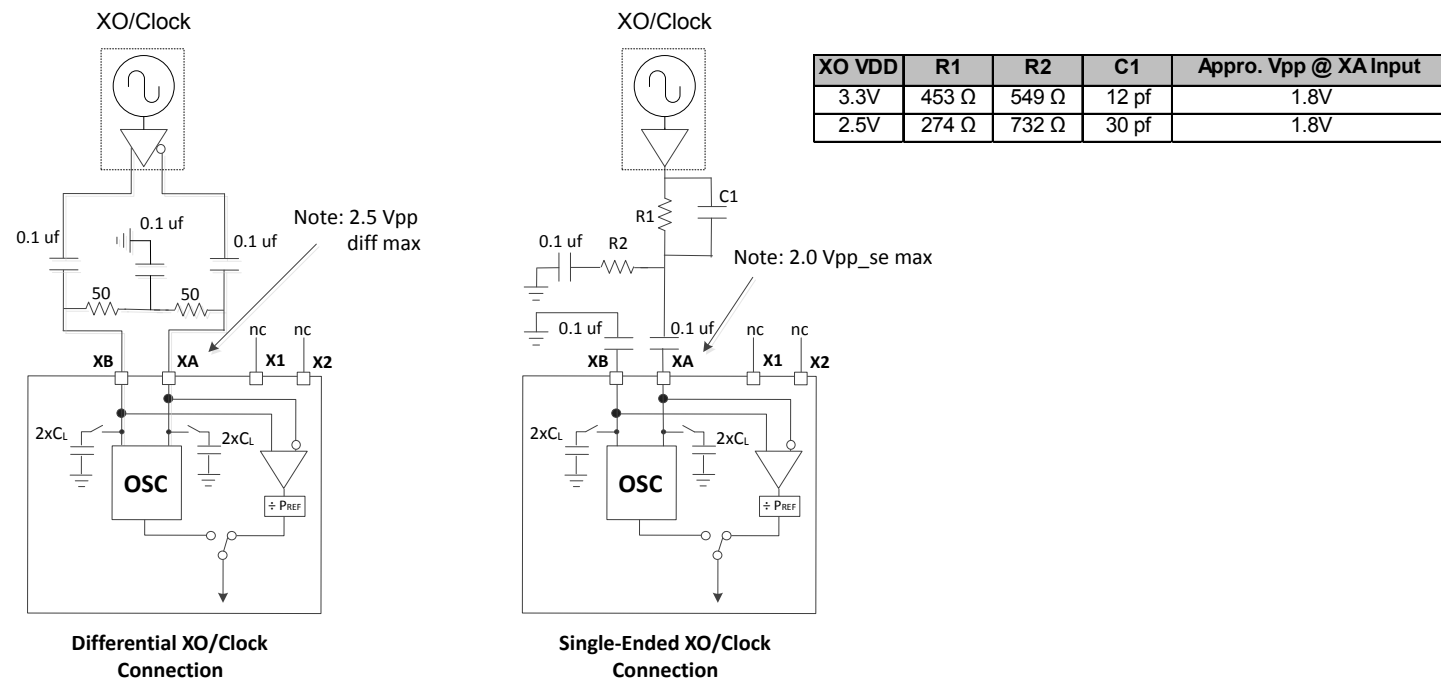 XO/Clock
0.1 uf
0.1 uf
0.1 uf
50
50
Note: 2.5 Vpp
diff max
nc
nc
XB
XA
X1
X2
2xCL
2xCL
OSC
÷ PREF
Differential XO/Clock
Connection
XO/Clock
C1
R1
0.1 uf
R2
Note: 2.0 Vpp_se max
0.1 uf
0.1 uf
nc
nc
XB
XA
X1
X2
2xCL
2xCL
OSC
÷ PREF
Single-Ended XO/Clock
Connection
XO VDD R1 R2 C1 Appro. Vpp @ XA Input
3.3V 453 Ω 549 Ω 12 pf 1.8V
2.5V 274 Ω 732 Ω 30 pf 1.8V